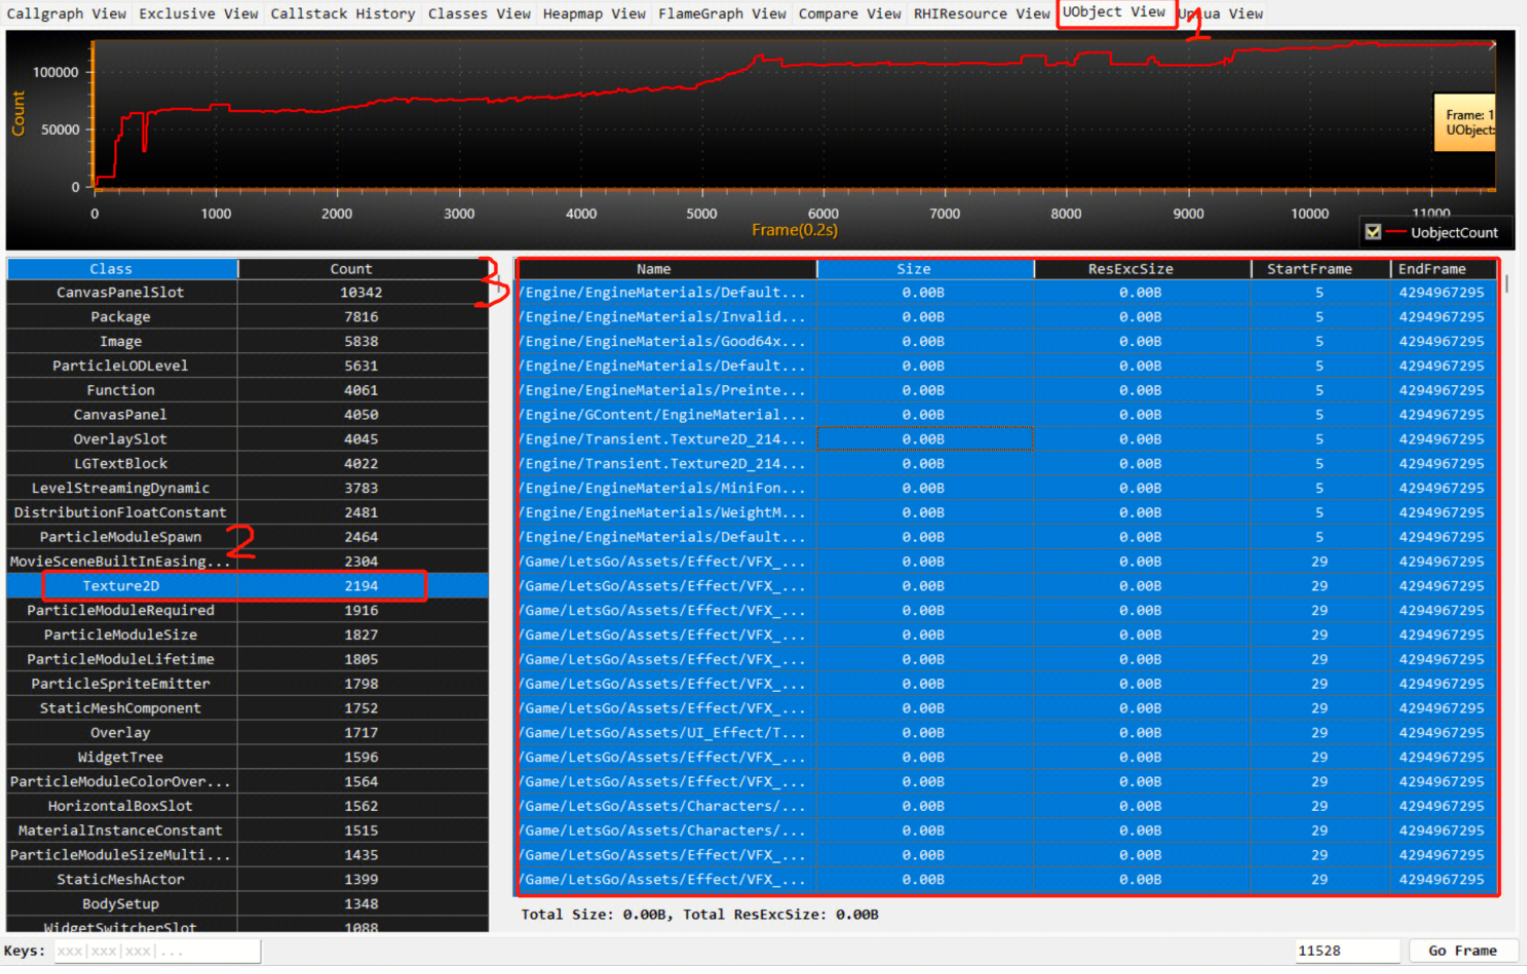 Callgraph View Exclusive View Callstack History Classes View Heapmap View FlameGraph View Compare View RHIResource View UObject View ua View
1
100000
50000
0
Count
Frame: 1
UObject:
0 1000 2000 3000 4000 5000 6000 7000 8000 9000 10000 11000
Frame(0.2s)
UobjectCount
Class Count
CanvasPanelSlot 10342
Package 7816
Image 5838
ParticleLODLevel 5631
Function 4061
CanvasPanel 4050
OverlaySlot 4045
LGTextBlock 4022
LevelStreamingDynamic 3783
DistributionFloatConstant 2481
ParticleModuleSpawn 2464
MovieSceneBuiltInEasing... 2304
Texture2D 2194
ParticleModuleRequired 1916
ParticleModuleSize 1827
ParticleModuleLifetime 1805
ParticleSpriteEmitter 1798
StaticMeshComponent 1752
Overlay 1717
WidgetTree 1596
ParticleModuleColorOver... 1564
HorizontalBoxSlot 1562
MaterialInstanceConstant 1515
ParticleModuleSizeMulti... 1435
StaticMeshActor 1399
BodySetup 1348
WidgetSwitcherSlot 1088
2
3
Name Size ResExcSize StartFrame EndFrame
/Engine/EngineMaterials/Default... 0.00B 0.00B 5 4294967295
/Engine/EngineMaterials/Invalid... 0.00B 0.00B 5 4294967295
/Engine/EngineMaterials/Good64x... 0.00B 0.00B 5 4294967295
/Engine/EngineMaterials/Default... 0.00B 0.00B 5 4294967295
/Engine/EngineMaterials/Preinte... 0.00B 0.00B 5 4294967295
/Engine/GContent/EngineMaterial... 0.00B 0.00B 5 4294967295
/Engine/Transient.Texture2D_214... 0.00B 0.00B 5 4294967295
/Engine/Transient.Texture2D_214... 0.00B 0.00B 5 4294967295
/Engine/EngineMaterials/MiniFon... 0.00B 0.00B 5 4294967295
/Engine/EngineMaterials/WeightM... 0.00B 0.00B 5 4294967295
/Engine/EngineMaterials/Default... 0.00B 0.00B 5 4294967295
/Game/LetsGo/Assets/Effect/VFX_... 0.00B 0.00B 29 4294967295
/Game/LetsGo/Assets/Effect/VFX_... 0.00B 0.00B 29 4294967295
/Game/LetsGo/Assets/Effect/VFX_... 0.00B 0.00B 29 4294967295
/Game/LetsGo/Assets/Effect/VFX_... 0.00B 0.00B 29 4294967295
/Game/LetsGo/Assets/Effect/VFX_... 0.00B 0.00B 29 4294967295
/Game/LetsGo/Assets/Effect/VFX_... 0.00B 0.00B 29 4294967295
/Game/LetsGo/Assets/Effect/VFX_... 0.00B 0.00B 29 4294967295
/Game/LetsGo/Assets/UI_Effect/T... 0.00B 0.00B 29 4294967295
/Game/LetsGo/Assets/Effect/VFX_... 0.00B 0.00B 29 4294967295
/Game/LetsGo/Assets/Effect/VFX_... 0.00B 0.00B 29 4294967295
/Game/LetsGo/Assets/Characters/... 0.00B 0.00B 29 4294967295
/Game/LetsGo/Assets/Characters/... 0.00B 0.00B 29 4294967295
/Game/LetsGo/Assets/Effect/VFX_... 0.00B 0.00B 29 4294967295
/Game/LetsGo/Assets/Effect/VFX_... 0.00B 0.00B 29 4294967295
Total Size: 0.00B, Total ResExcSize: 0.00B
Keys: xxx|xxx|xxx|...
11528 Go Frame